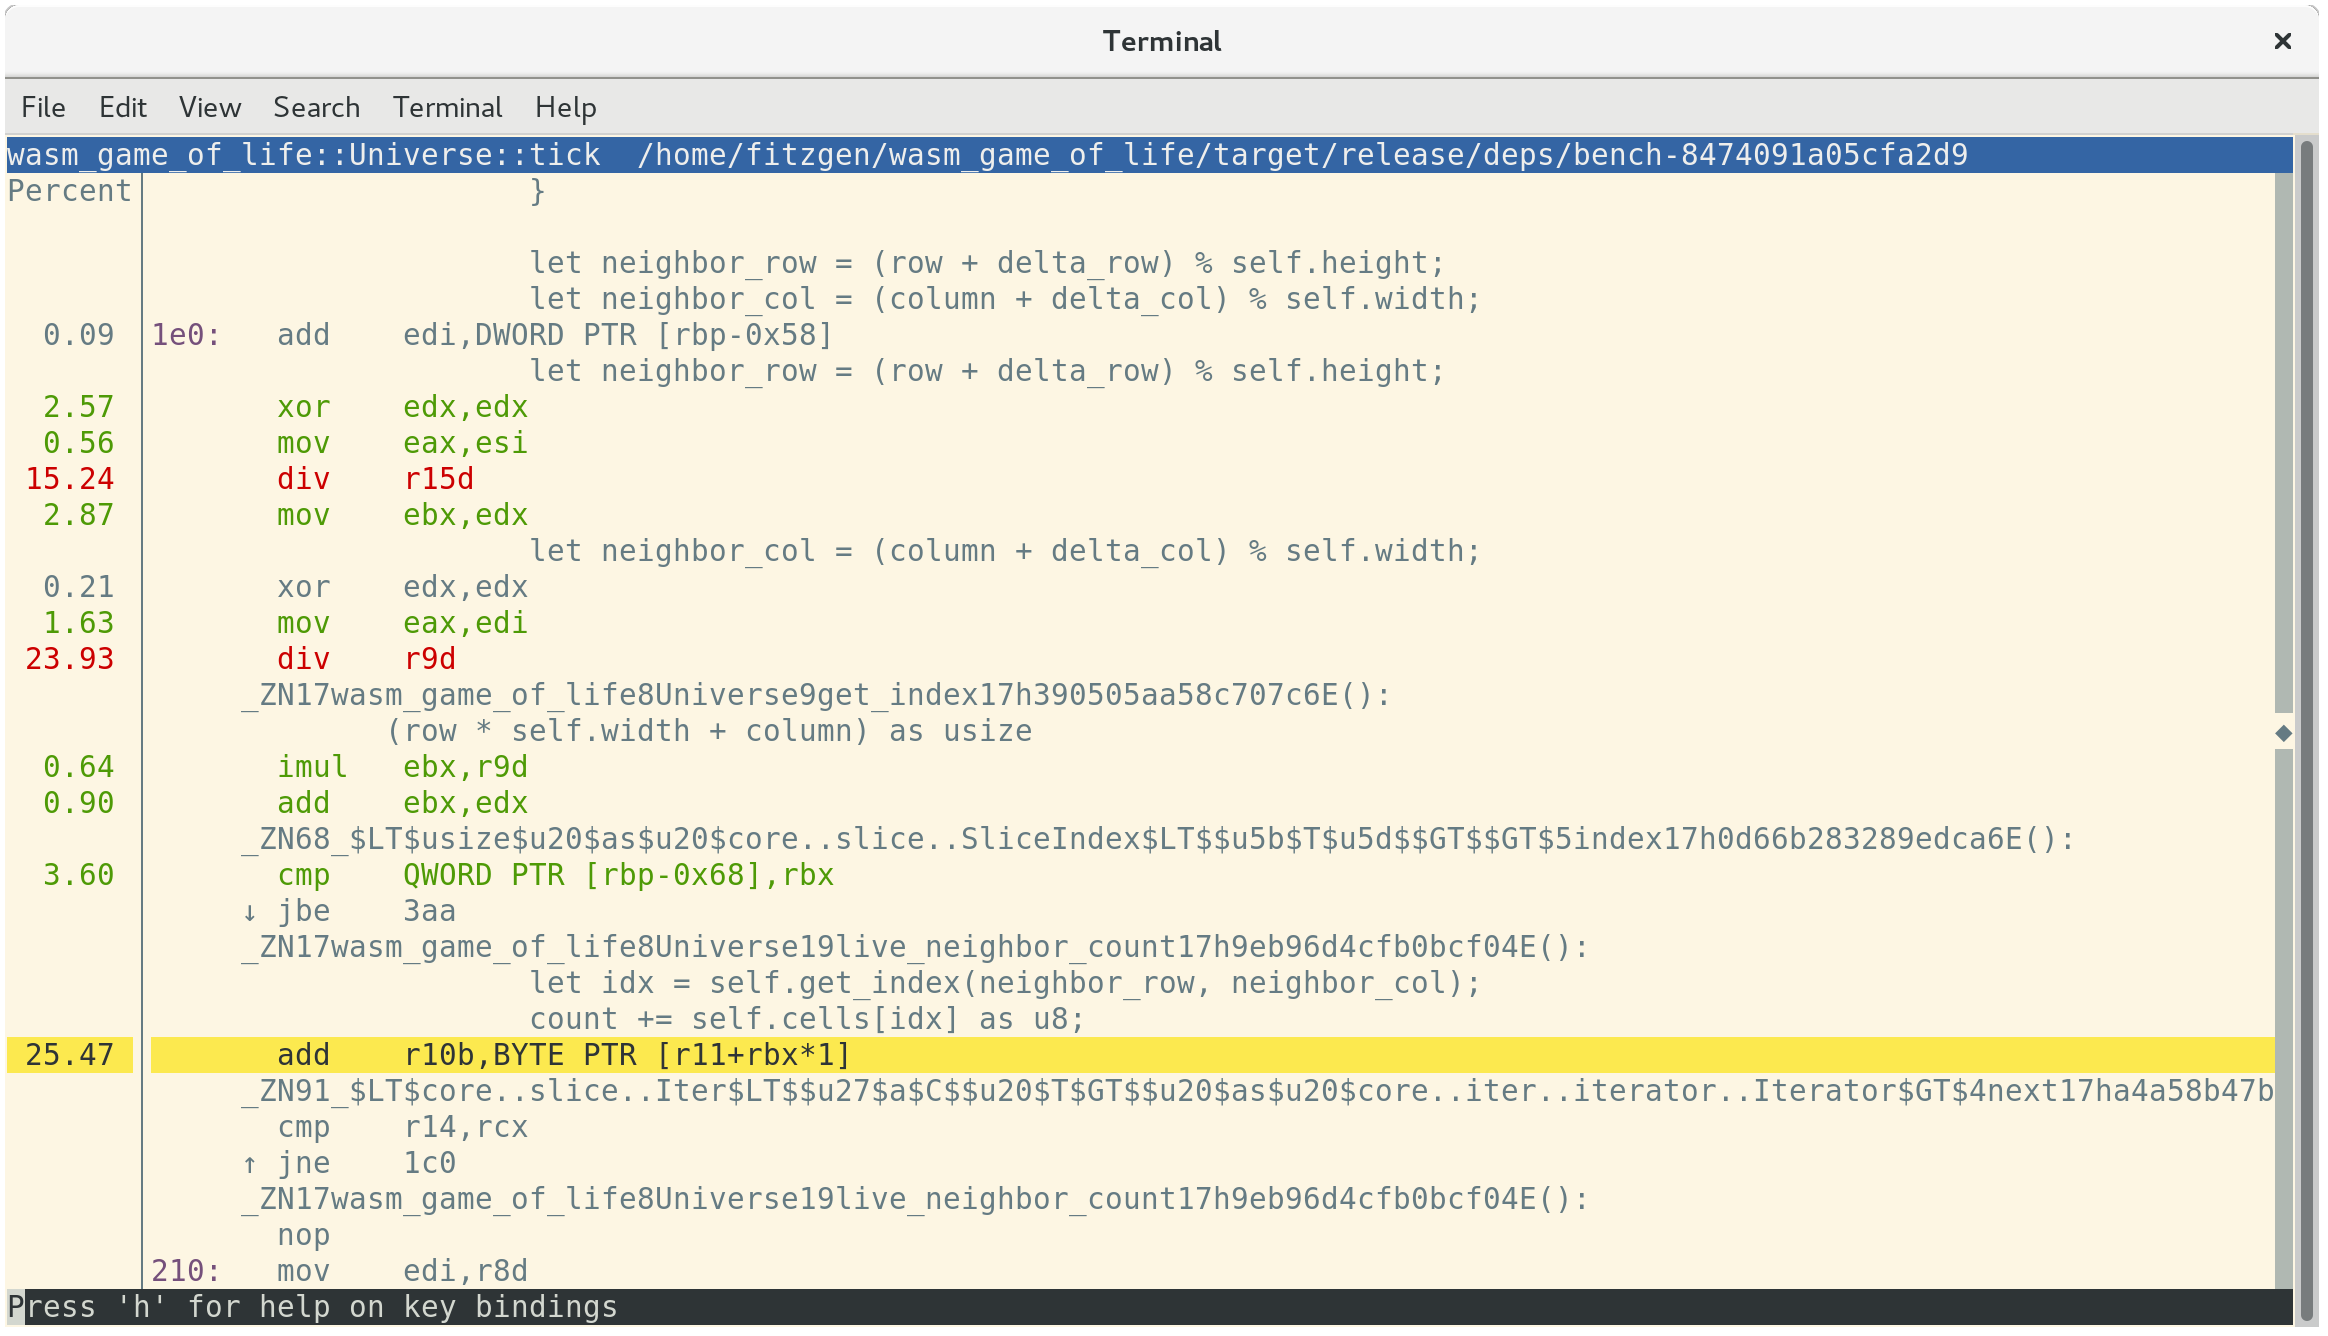 Terminal ×
File Edit View Search Terminal Help
wasm_game_of_life::Universe::tick  /home/fitzgen/wasm_game_of_life/target/release/deps/bench-8474091a05cfa2d9
Percent                       }
                              let neighbor_row = (row + delta_row) % self.height;
                              let neighbor_col = (column + delta_col) % self.width;
  0.09  1e0:   add    edi,DWORD PTR [rbp-0x58]
                              let neighbor_row = (row + delta_row) % self.height;
  2.57         xor    edx,edx
  0.56         mov    eax,esi
 15.24         div    r15d
  2.87         mov    ebx,edx
                              let neighbor_col = (column + delta_col) % self.width;
  0.21         xor    edx,edx
  1.63         mov    eax,edi
 23.93         div    r9d
             _ZN17wasm_game_of_life8Universe9get_index17h390505aa58c707c6E():
                     (row * self.width + column) as usize
  0.64         imul   ebx,r9d
  0.90         add    ebx,edx
             _ZN68_$LT$usize$u20$as$u20$core..slice..SliceIndex$LT$$u5b$T$u5d$$GT$$GT$5index17h0d66b283289edca6E():
  3.60         cmp    QWORD PTR [rbp-0x68],rbx
             ↓ jbe    3aa
             _ZN17wasm_game_of_life8Universe19live_neighbor_count17h9eb96d4cfb0bcf04E():
                              let idx = self.get_index(neighbor_row, neighbor_col);
                              count += self.cells[idx] as u8;
 25.47         add    r10b,BYTE PTR [r11+rbx*1]
             _ZN91_$LT$core..slice..Iter$LT$$u27$a$C$$u20$T$GT$$u20$as$u20$core..iter..iterator..Iterator$GT$4next17ha4a58b47b
               cmp    r14,rcx
             ↑ jne    1c0
             _ZN17wasm_game_of_life8Universe19live_neighbor_count17h9eb96d4cfb0bcf04E():
               nop
        210:   mov    edi,r8d
Press 'h' for help on key bindings